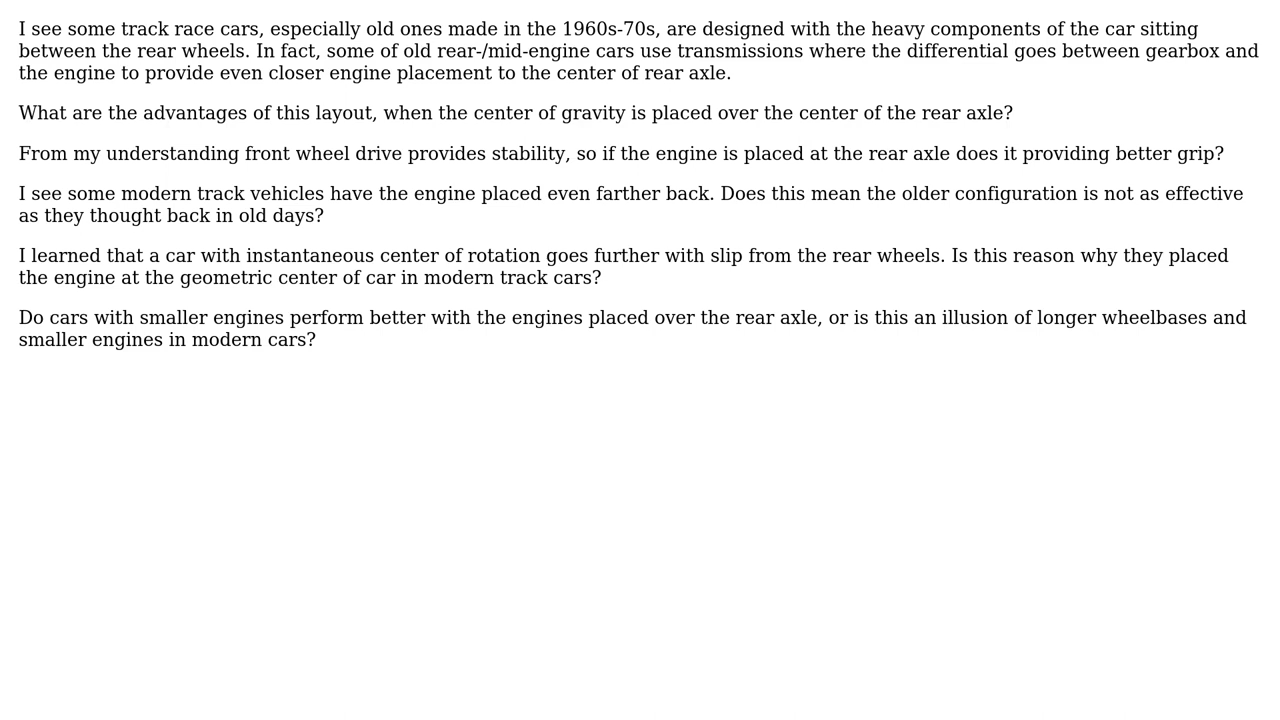 I see some track race cars, especially old ones made in the 1960s-70s, are designed with the heavy components of the car sitting
between the rear wheels. In fact, some of old rear-/mid-engine cars use transmissions where the differential goes between gearbox and
the engine to provide even closer engine placement to the center of rear axle.
What are the advantages of this layout, when the center of gravity is placed over the center of the rear axle?
From my understanding front wheel drive provides stability, so if the engine is placed at the rear axle does it providing better grip?
I see some modern track vehicles have the engine placed even farther back. Does this mean the older configuration is not as effective
as they thought back in old days?
I learned that a car with instantaneous center of rotation goes further with slip from the rear wheels. Is this reason why they placed
the engine at the geometric center of car in modern track cars?
Do cars with smaller engines perform better with the engines placed over the rear axle, or is this an illusion of longer wheelbases and
smaller engines in modern cars?